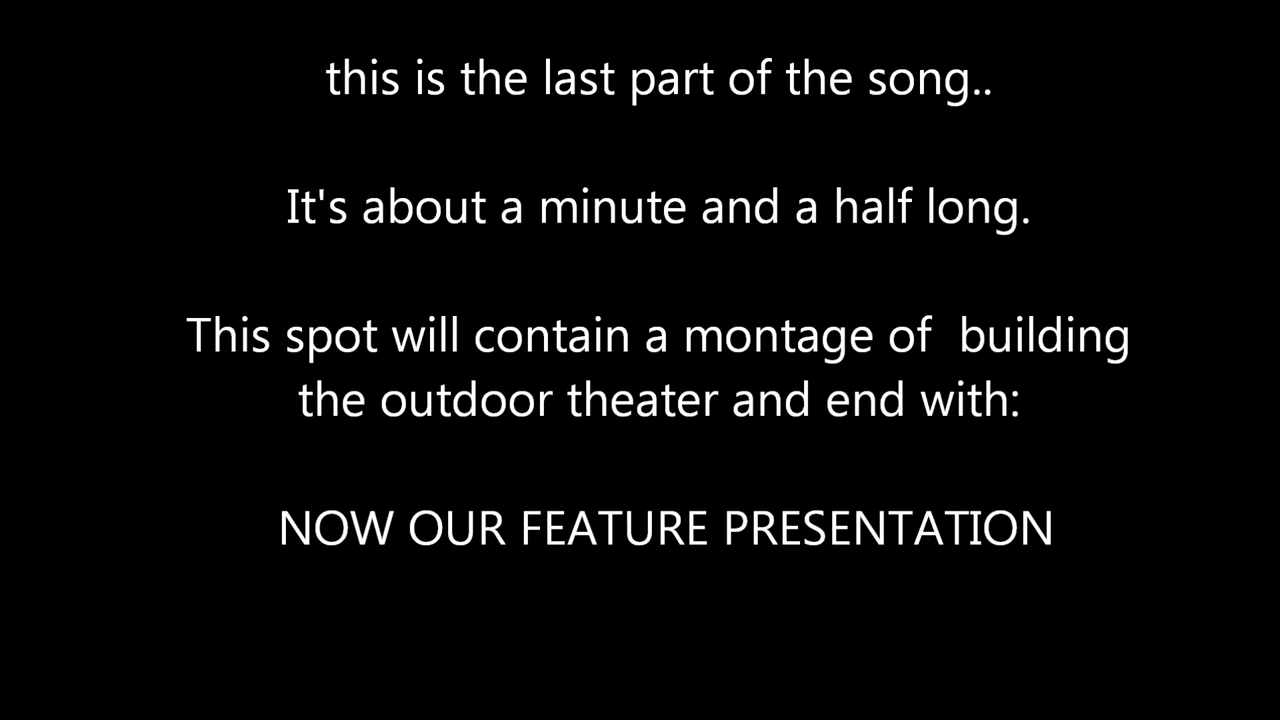 this is the last part of the song..
It's about a minute and a half long.
This spot will contain a montage of  building
the outdoor theater and end with:
NOW OUR FEATURE PRESENTATION